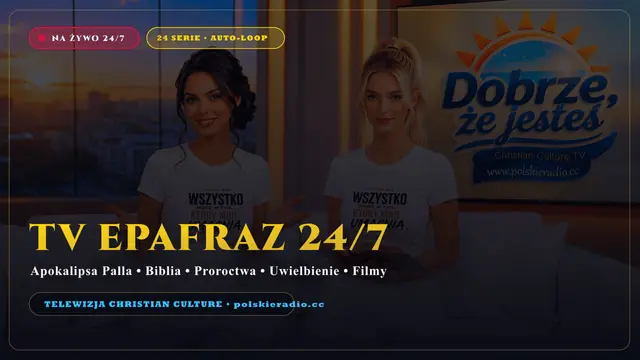 NA ŻYWO 24/7
24 SERIE • AUTO-LOOP
Dobrze,
że jesteś
Christian Culture TV
www.polskieradio.cc
WSZYSTKO
WSZYSTKO
UMACNIA
TV EPAFRAZ 24/7
Apokalipsa Palla • Biblia • Proroctwa • Uwielbienie • Filmy
TELEWIZJA CHRISTIAN CULTURE • polskieradio.cc